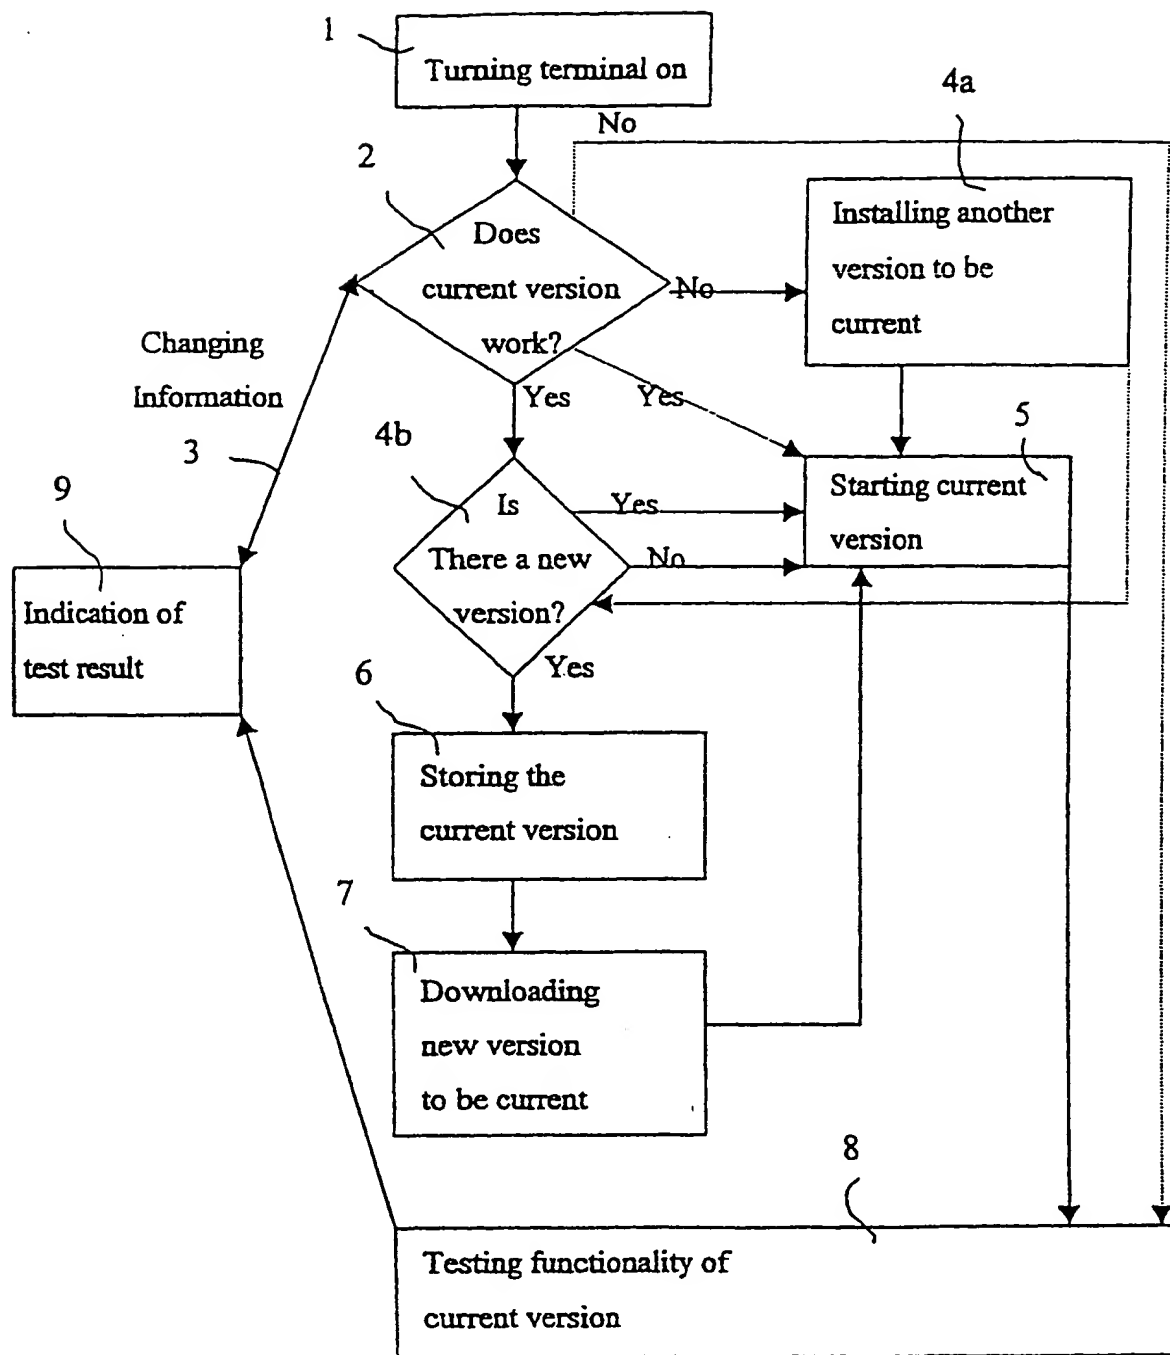 1
Turning terminal on
No
4a
2
Does
current version
work?
No
Installing another
version to be
current
Changing
Information
3
Yes
Yes
4b
5
Is
There a new
version?
Yes
No
Starting current
version
9
Indication of
test result
Yes
6
Storing the
current version
7
Downloading
new version
to be current
8
Testing functionality of
current version